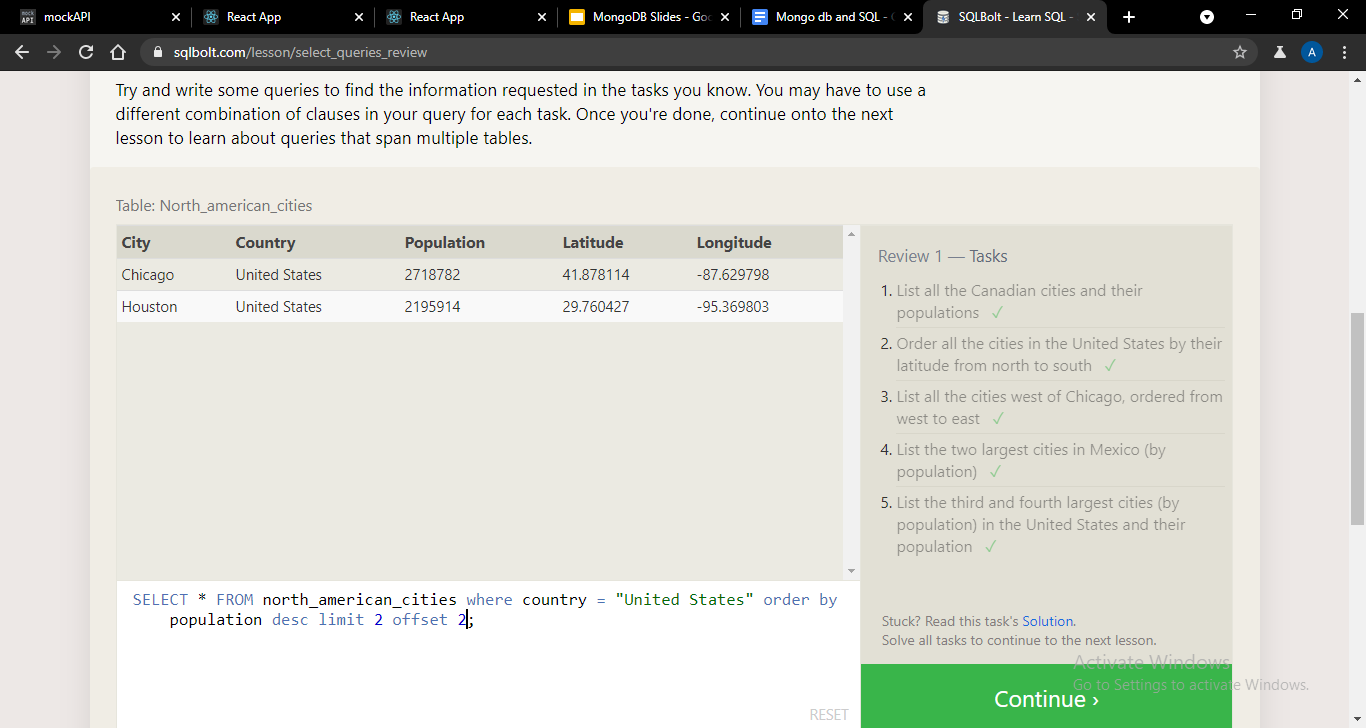 mock API mockAPI React App React App MongoDB Slides - Goo Mongo db and SQL - SQLBolt - Learn SQL -
sqlbolt.com/lesson/select_queries_review A
Try and write some queries to find the information requested in the tasks you know. You may have to use a
different combination of clauses in your query for each task. Once you're done, continue onto the next
lesson to learn about queries that span multiple tables.
Table: North_american_cities
City Country Population Latitude Longitude
Chicago United States 2718782 41.878114 -87.629798
Houston United States 2195914 29.760427 -95.369803
SELECT * FROM north_american_cities where country = "United States" order by
population desc limit 2 offset 2;
RESET
Review 1 — Tasks
1. List all the Canadian cities and their
populations ✓
2. Order all the cities in the United States by their
latitude from north to south ✓
3. List all the cities west of Chicago, ordered from
west to east ✓
4. List the two largest cities in Mexico (by
population) ✓
5. List the third and fourth largest cities (by
population) in the United States and their
population ✓
Stuck? Read this task's Solution.
Solve all tasks to continue to the next lesson.
Continue ›
Activate Windows
Go to Settings to activate Windows.